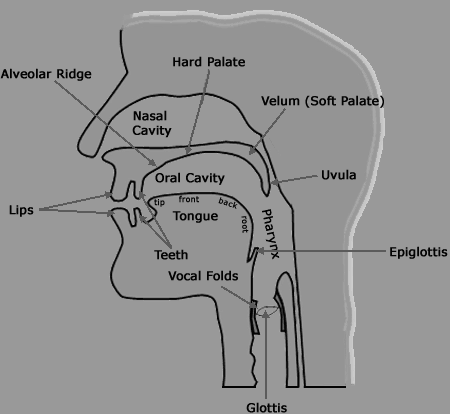 Hard Palate
Alveolar Ridge
Velum (Soft Palate)
Nasal
Cavity
Oral Cavity
Uvula
tip front back root
Lips
Tongue
Pharynx
Teeth
Epiglottis
Vocal Folds
Glottis